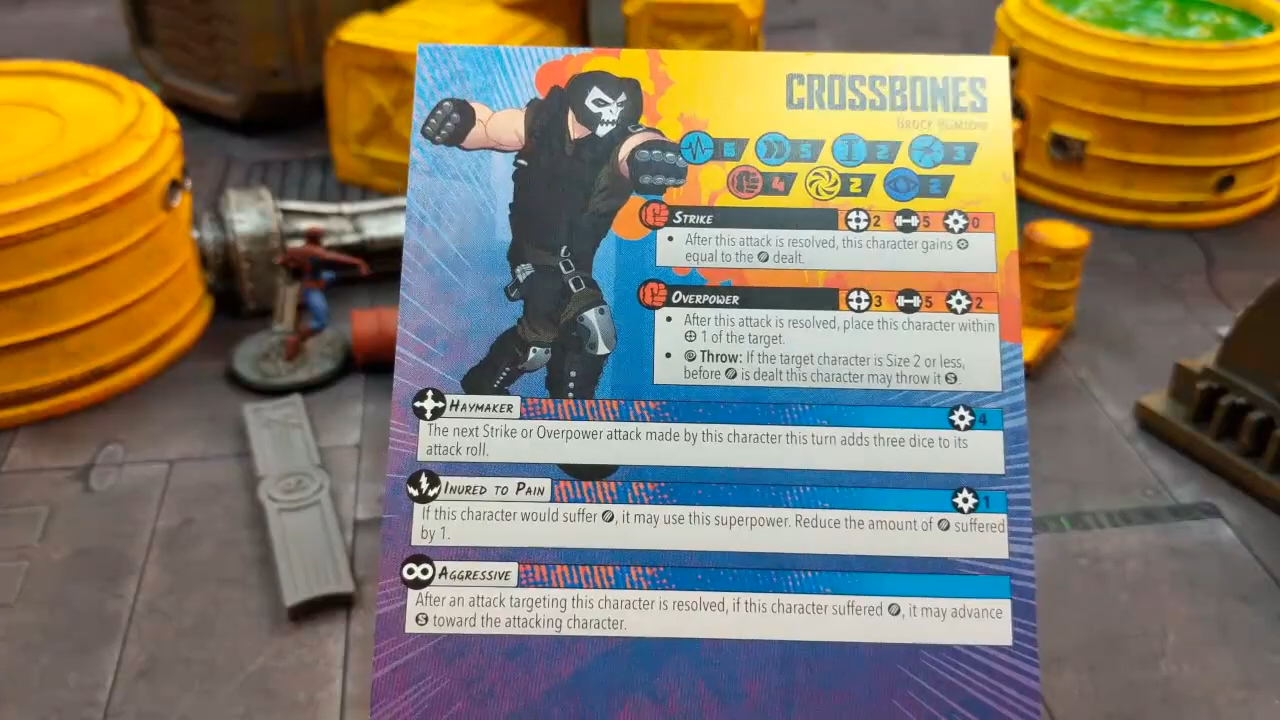 CROSSBONES
5 2 3
4 2 2
STRIKE 2 5 0
• After this attack is resolved, this character gains
equal to the dealt.
OVERPOWER 3 5 2
• After this attack is resolved, place this character within
1 of the target.
• Throw: If the target character is Size 2 or less,
before is dealt this character may throw it S.
HAYMAKER 4
The next Strike or Overpower attack made by this character this turn adds three dice to its
attack roll.
INURED TO PAIN 1
If this character would suffer , it may use this superpower. Reduce the amount of suffered
by 1.
AGGRESSIVE
After an attack targeting this character is resolved, if this character suffered , it may advance
S toward the attacking character.